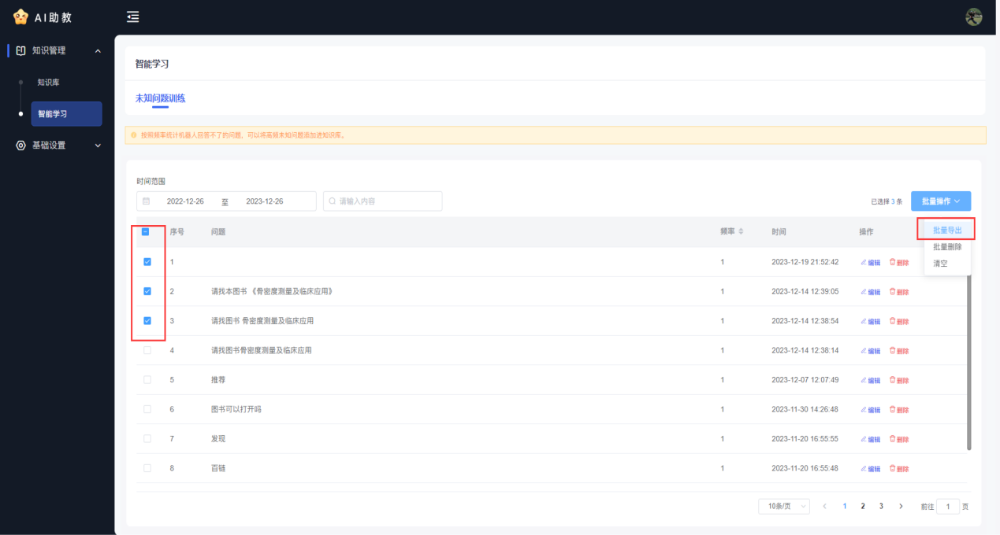 AI助教
知识管理
知识库
智能学习
基础设置
智能学习
未知问题训练
按照频率统计机器人回答不了的问题，可以将高频未知问题添加进知识库。
时间范围
2022-12-26 至 2023-12-26 请输入内容 已选择 3 条 批量操作
批量导出
批量删除
清空
序号 问题 频率 时间 操作
1 1 2023-12-19 21:52:42 编辑 删除
2 请找本图书 《骨密度测量及临床应用》 1 2023-12-14 12:39:05 编辑 删除
3 请找图书 骨密度测量及临床应用 1 2023-12-14 12:38:54 编辑 删除
4 请找图书骨密度测量及临床应用 1 2023-12-14 12:38:14 编辑 删除
5 推荐 1 2023-12-07 12:07:49 编辑 删除
6 图书可以打开吗 1 2023-11-30 14:26:48 编辑 删除
7 发现 1 2023-11-20 16:55:55 编辑 删除
8 百链 1 2023-11-20 16:55:48 编辑 删除
10条/页 1 2 3 前往 1 页